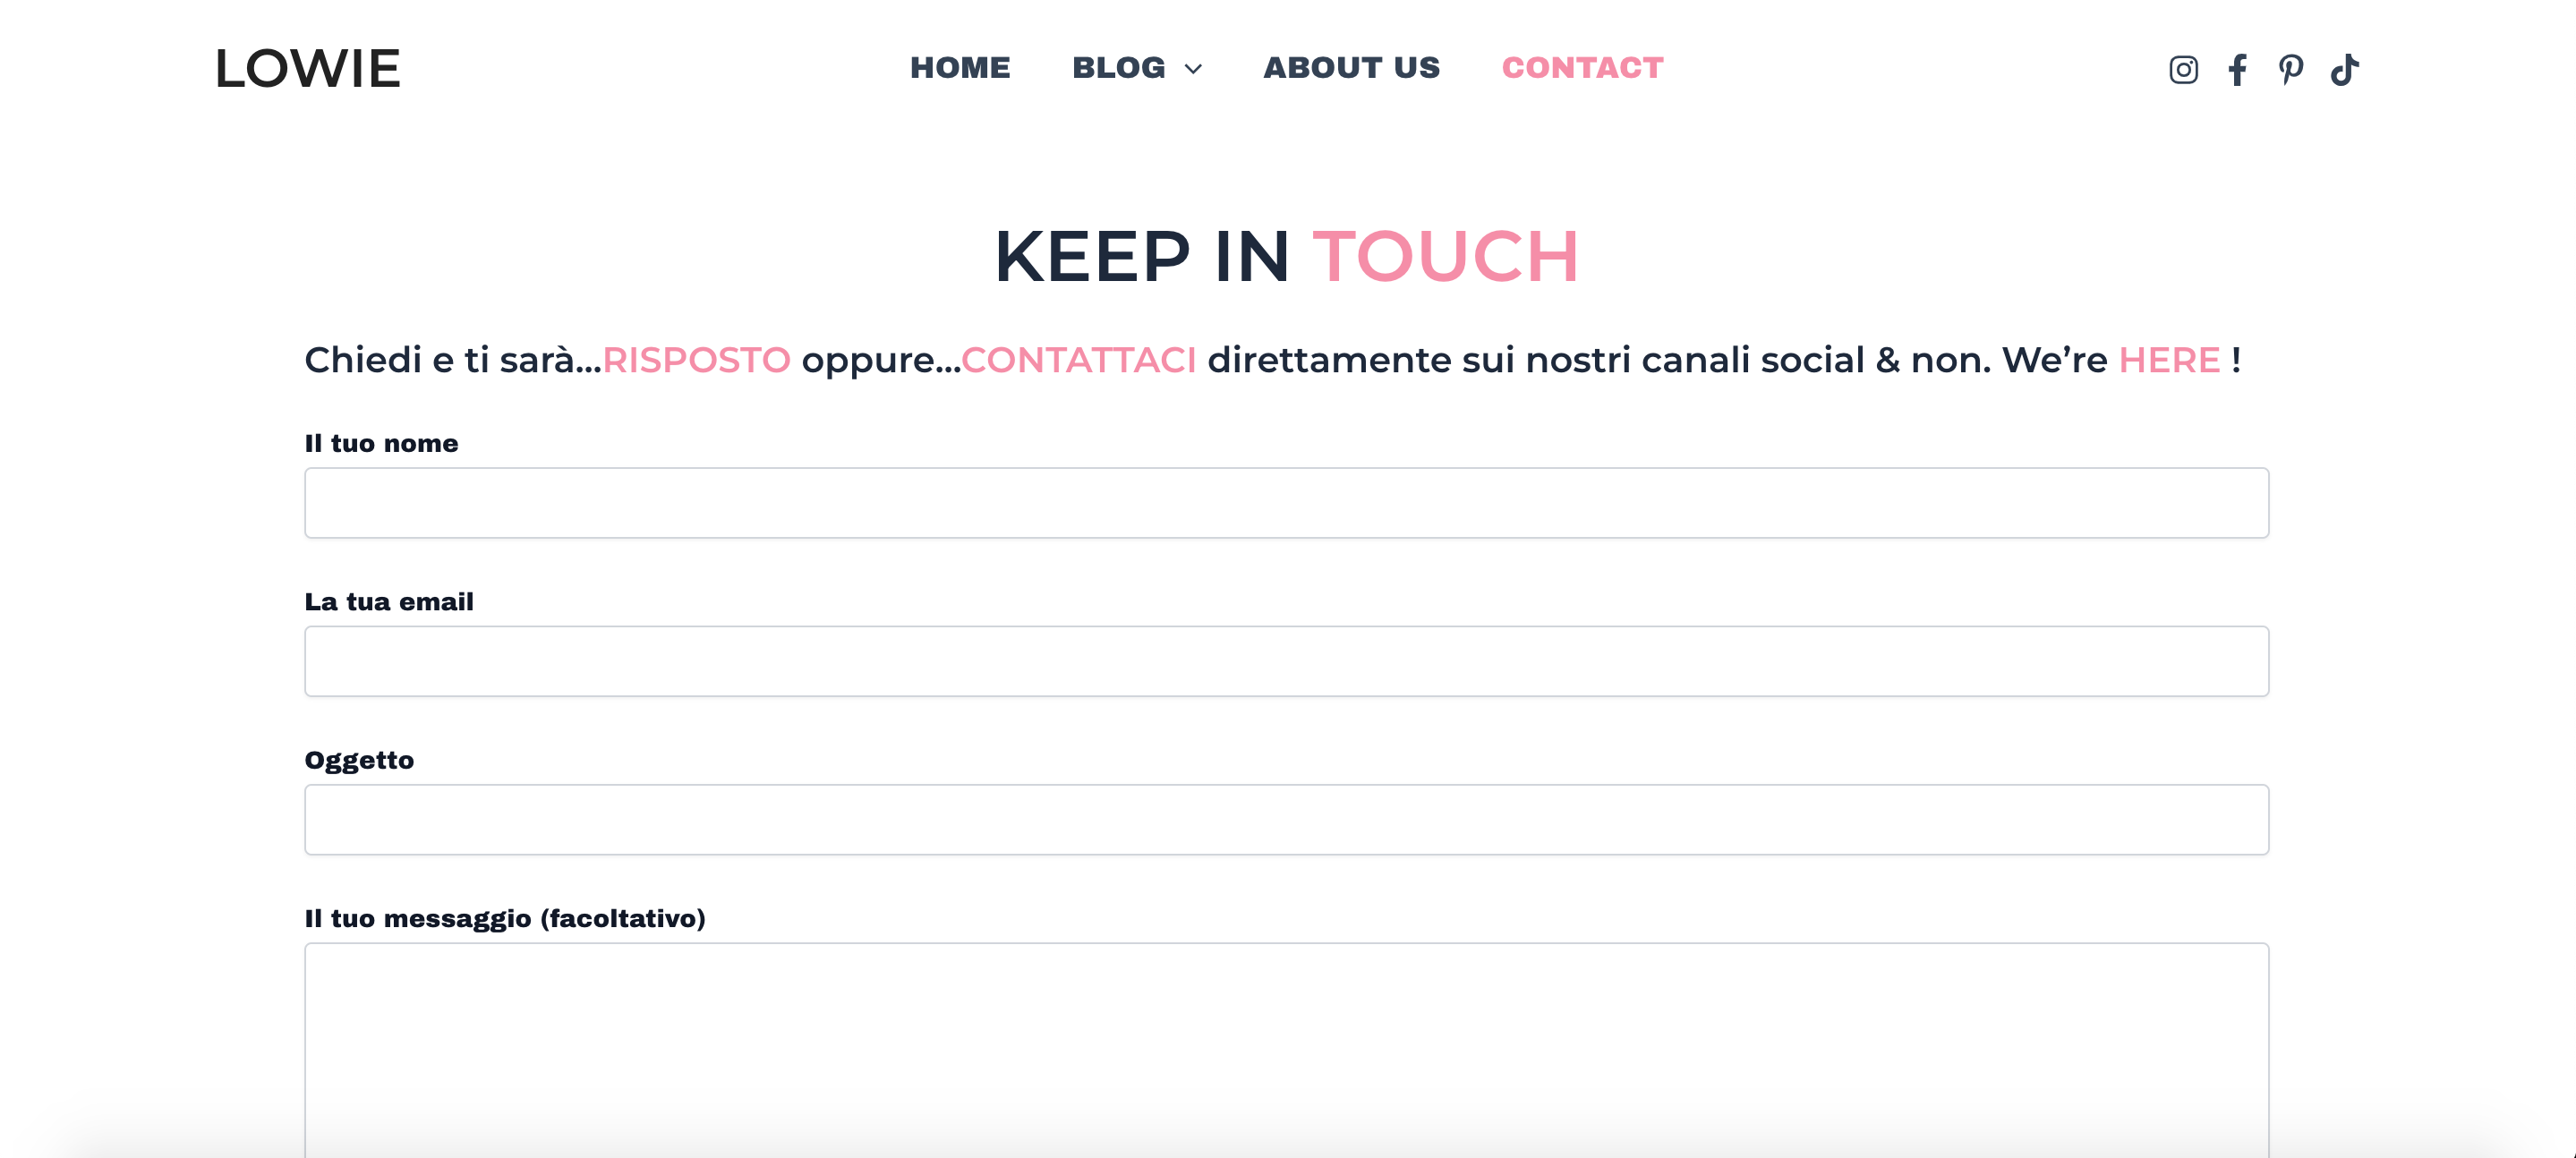 LOWIE
HOME BLOG ABOUT US CONTACT
KEEP IN TOUCH
Chiedi e ti sarà...RISPOSTO oppure...CONTATTACI direttamente sui nostri canali social & non. We’re HERE !
Il tuo nome
La tua email
Oggetto
Il tuo messaggio (facoltativo)